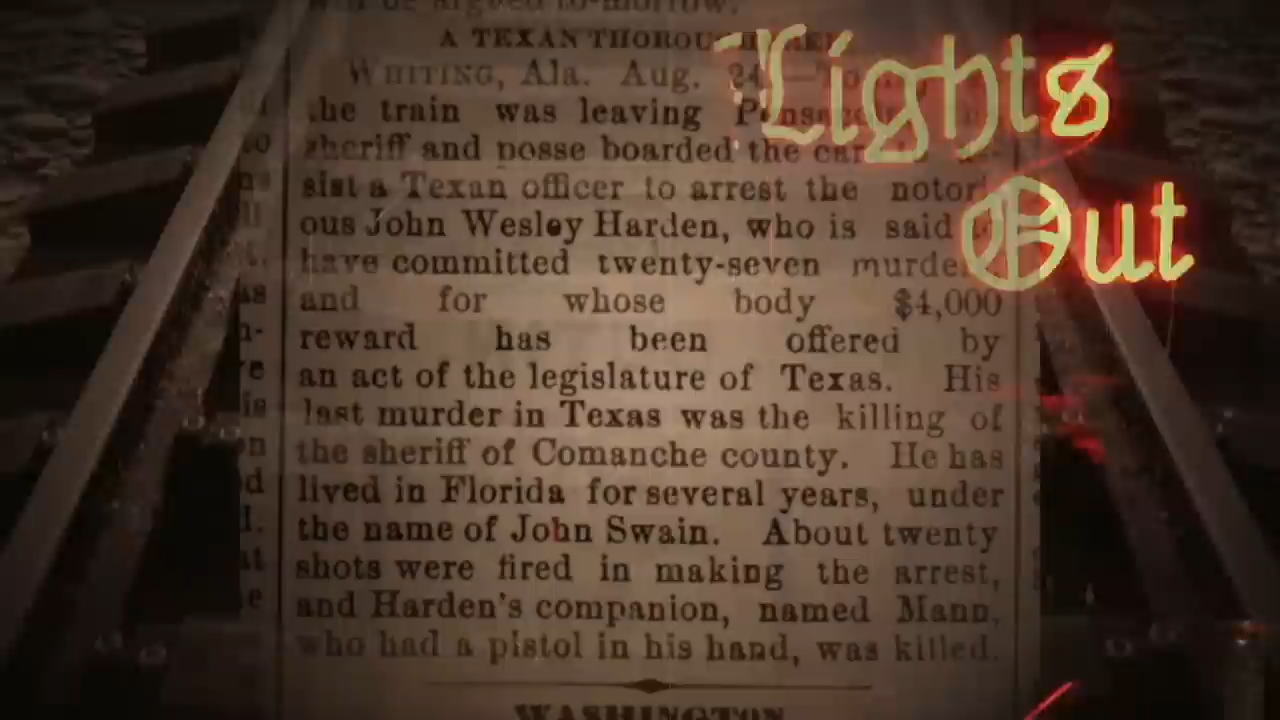 A TEXAN THOROU
WHITING, Ala. Aug. 24
the train was leaving
sheriff and posse boarded the car
sist a Texan officer to arrest the notori
ous John Wesley Harden, who is said
have committed twenty-seven
and for whose body $4,000
reward has been offered by
an act of the legislature of Texas. His
last murder in Texas was the killing of
the sheriff of Comanche county. He has
lived in Florida for several years, under
the name of John Swain. About twenty
shots were fired in making the arrest,
and Harden's companion, named Mann,
who had a pistol in his hand, was killed.
WASHINGTON
Lights
Out